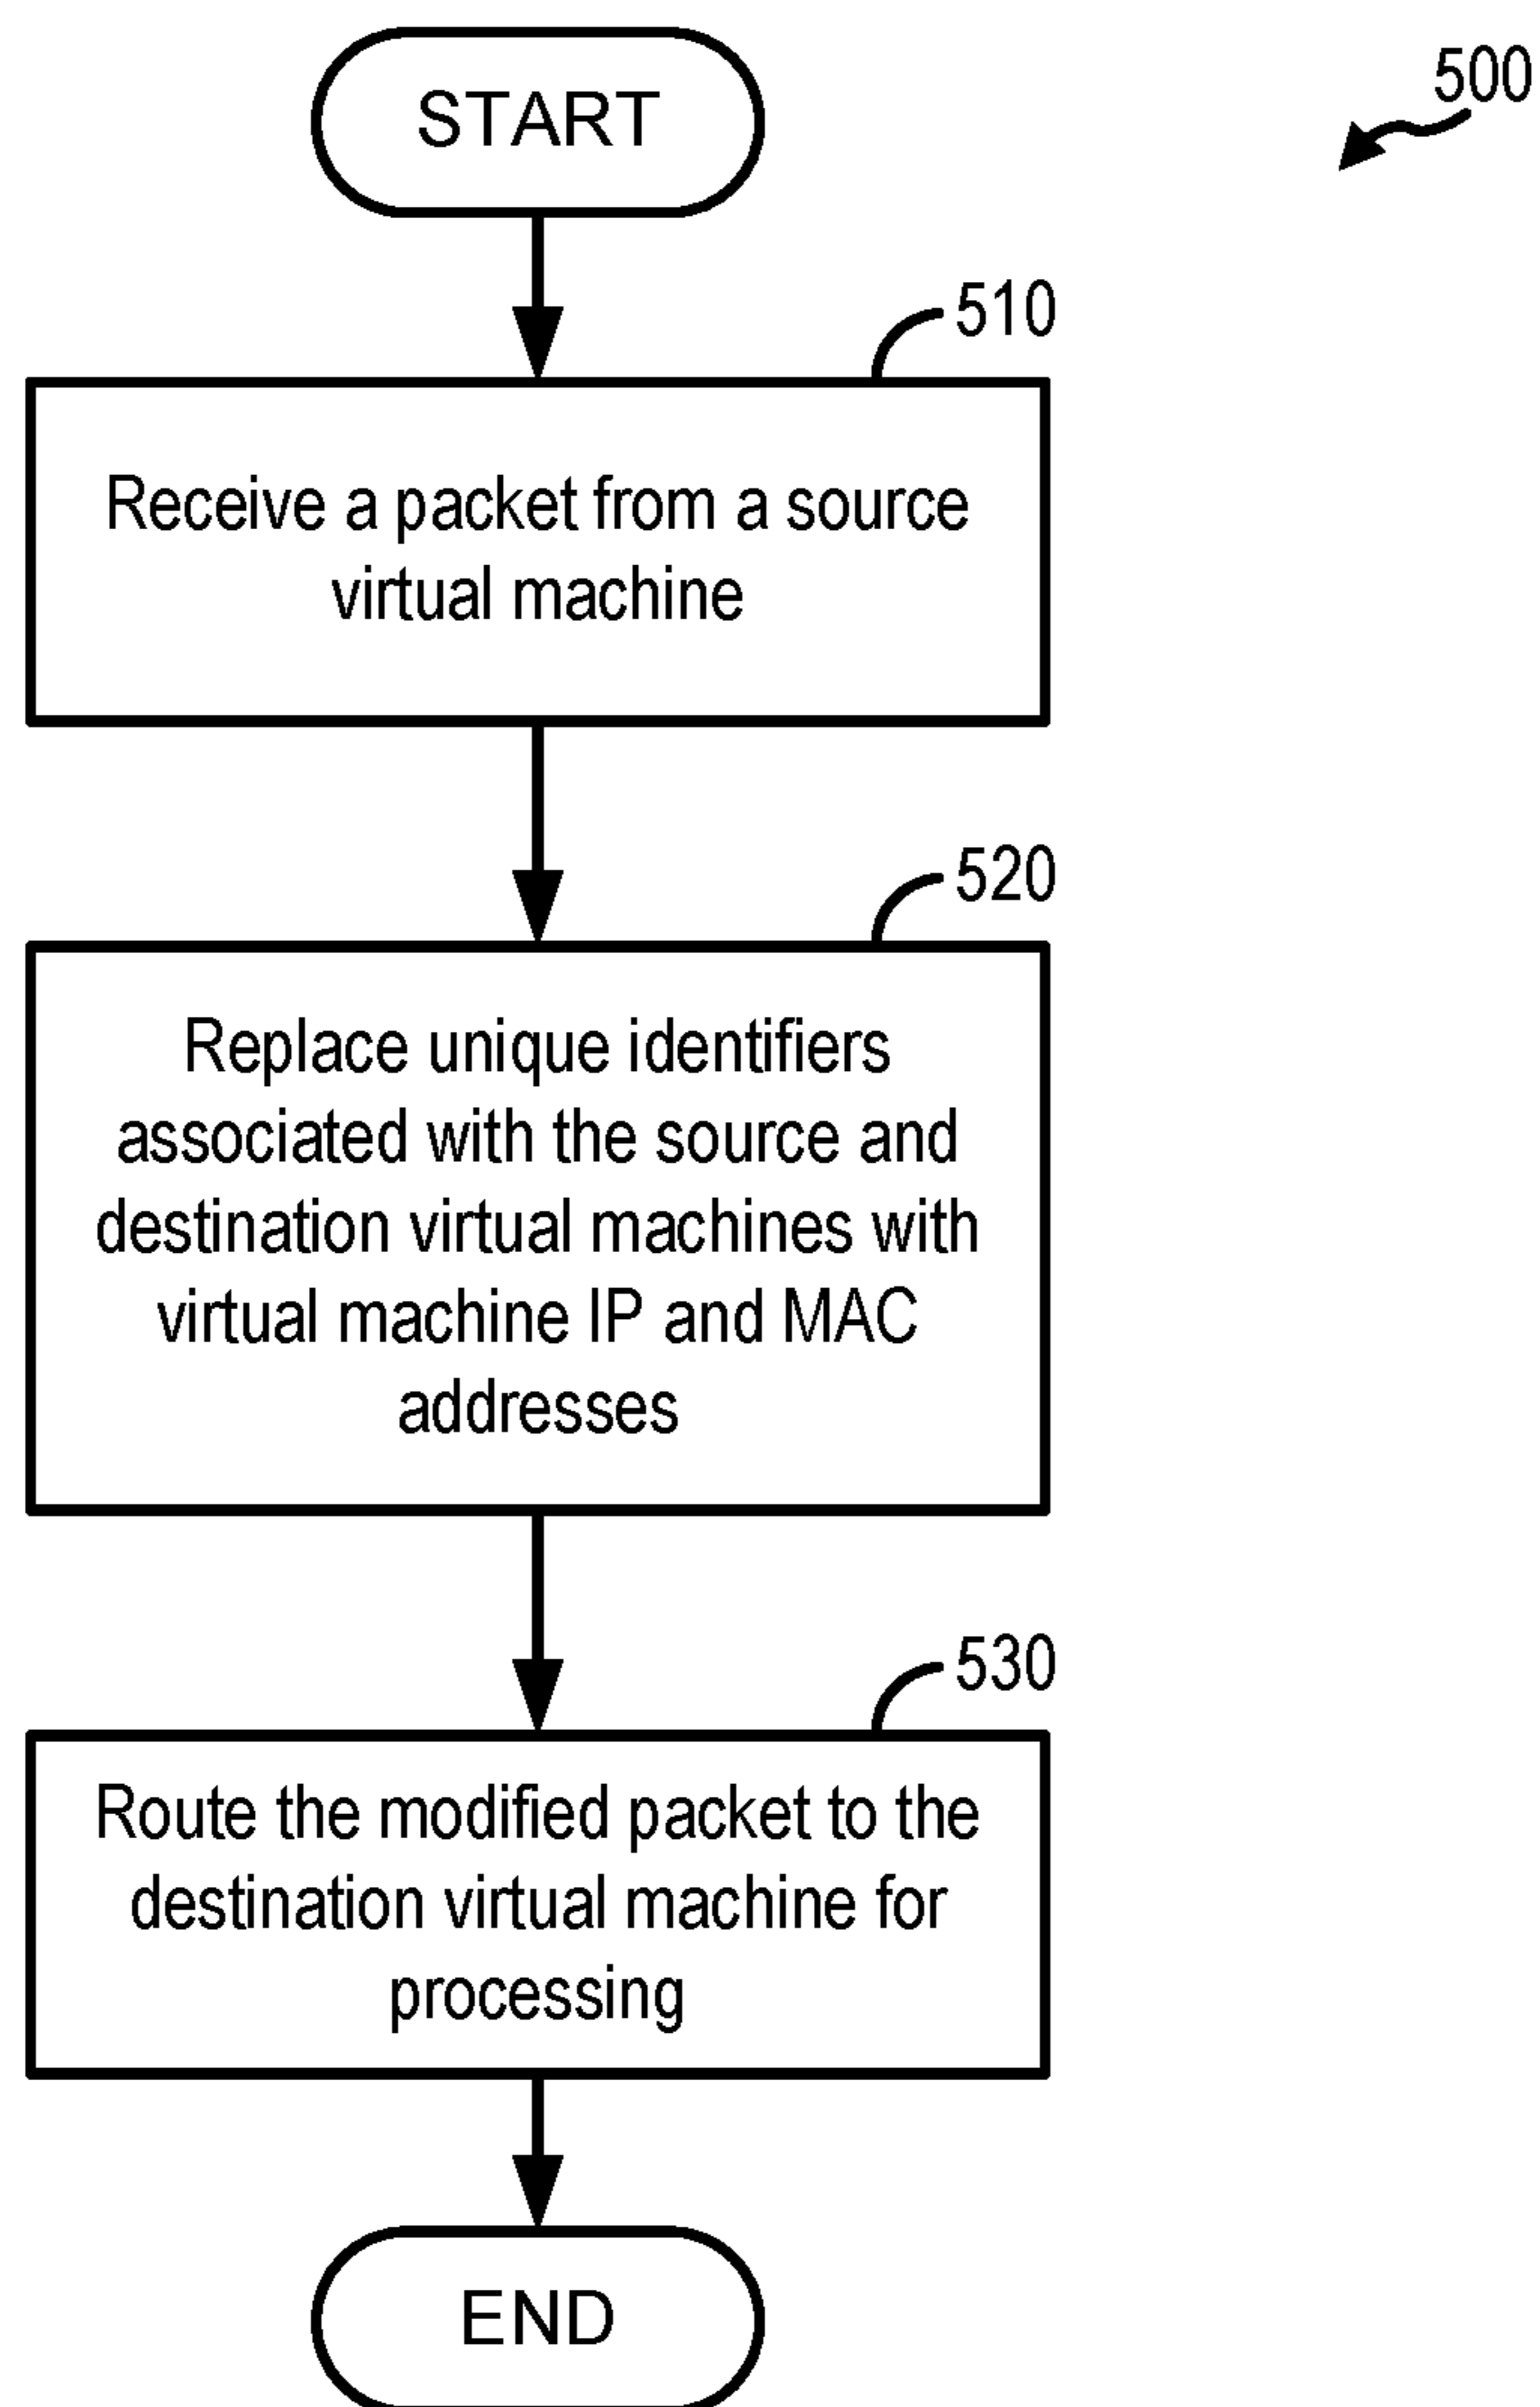 START
500
510
Receive a packet from a source
virtual machine
520
Replace unique identifiers
associated with the source and
destination virtual machines with
virtual machine IP and MAC
addresses
530
Route the modified packet to the
destination virtual machine for
processing
END